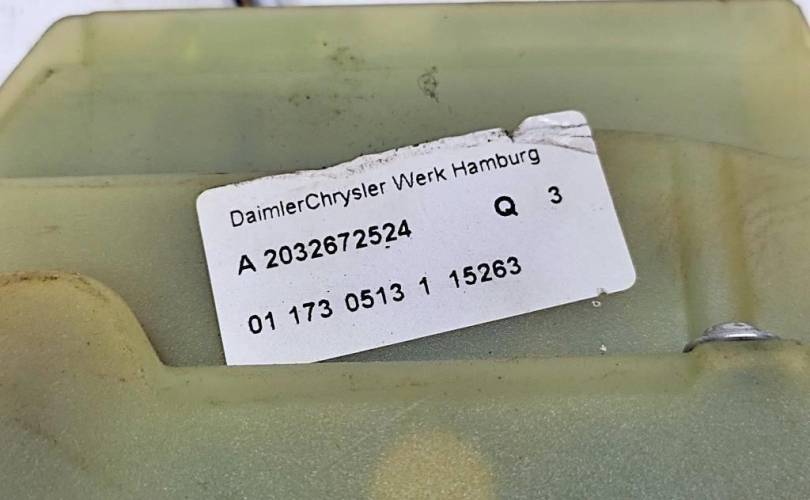 DaimlerChrysler Werk Hamburg
A 2032672524 Q 3
01 173 0513 1 15263